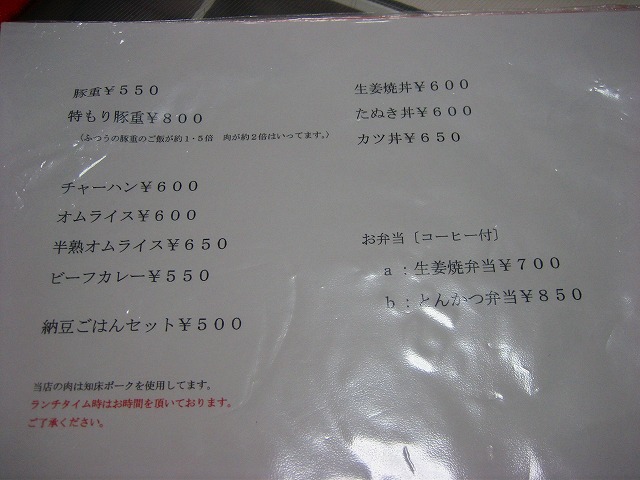 豚重￥５５０
特もり豚重￥８００
（ふつうの豚重のご飯が約１・５倍　肉が約２倍はいってます。）
チャーハン￥６００
オムライス￥６００
半熟オムライス￥６５０
ビーフカレー￥５５０
納豆ごはんセット￥５００
当店の肉は知床ポークを使用してます。
ランチタイム時はお時間を頂いております。
ご了承ください。
生姜焼丼￥６００
たぬき丼￥６００
カツ丼￥６５０
お弁当〔コーヒー付〕
ａ：生姜焼弁当￥７００
ｂ：とんかつ弁当￥８５０